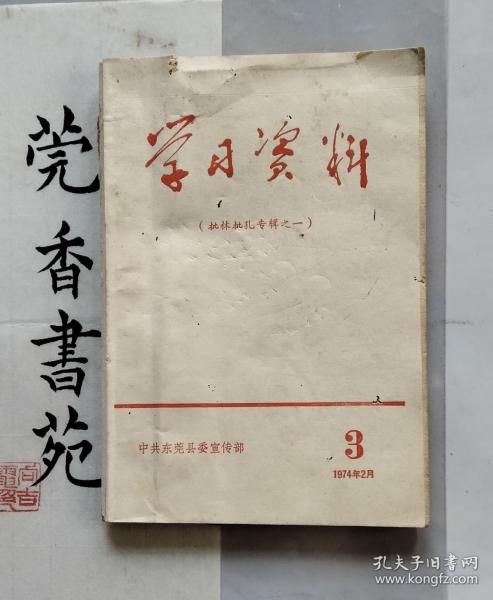 学习资料
(批林批孔专辑之一)
中共东莞县委宣传部
3
1974年2月
莞香書苑
孔夫子旧书网
www.kongfz.com